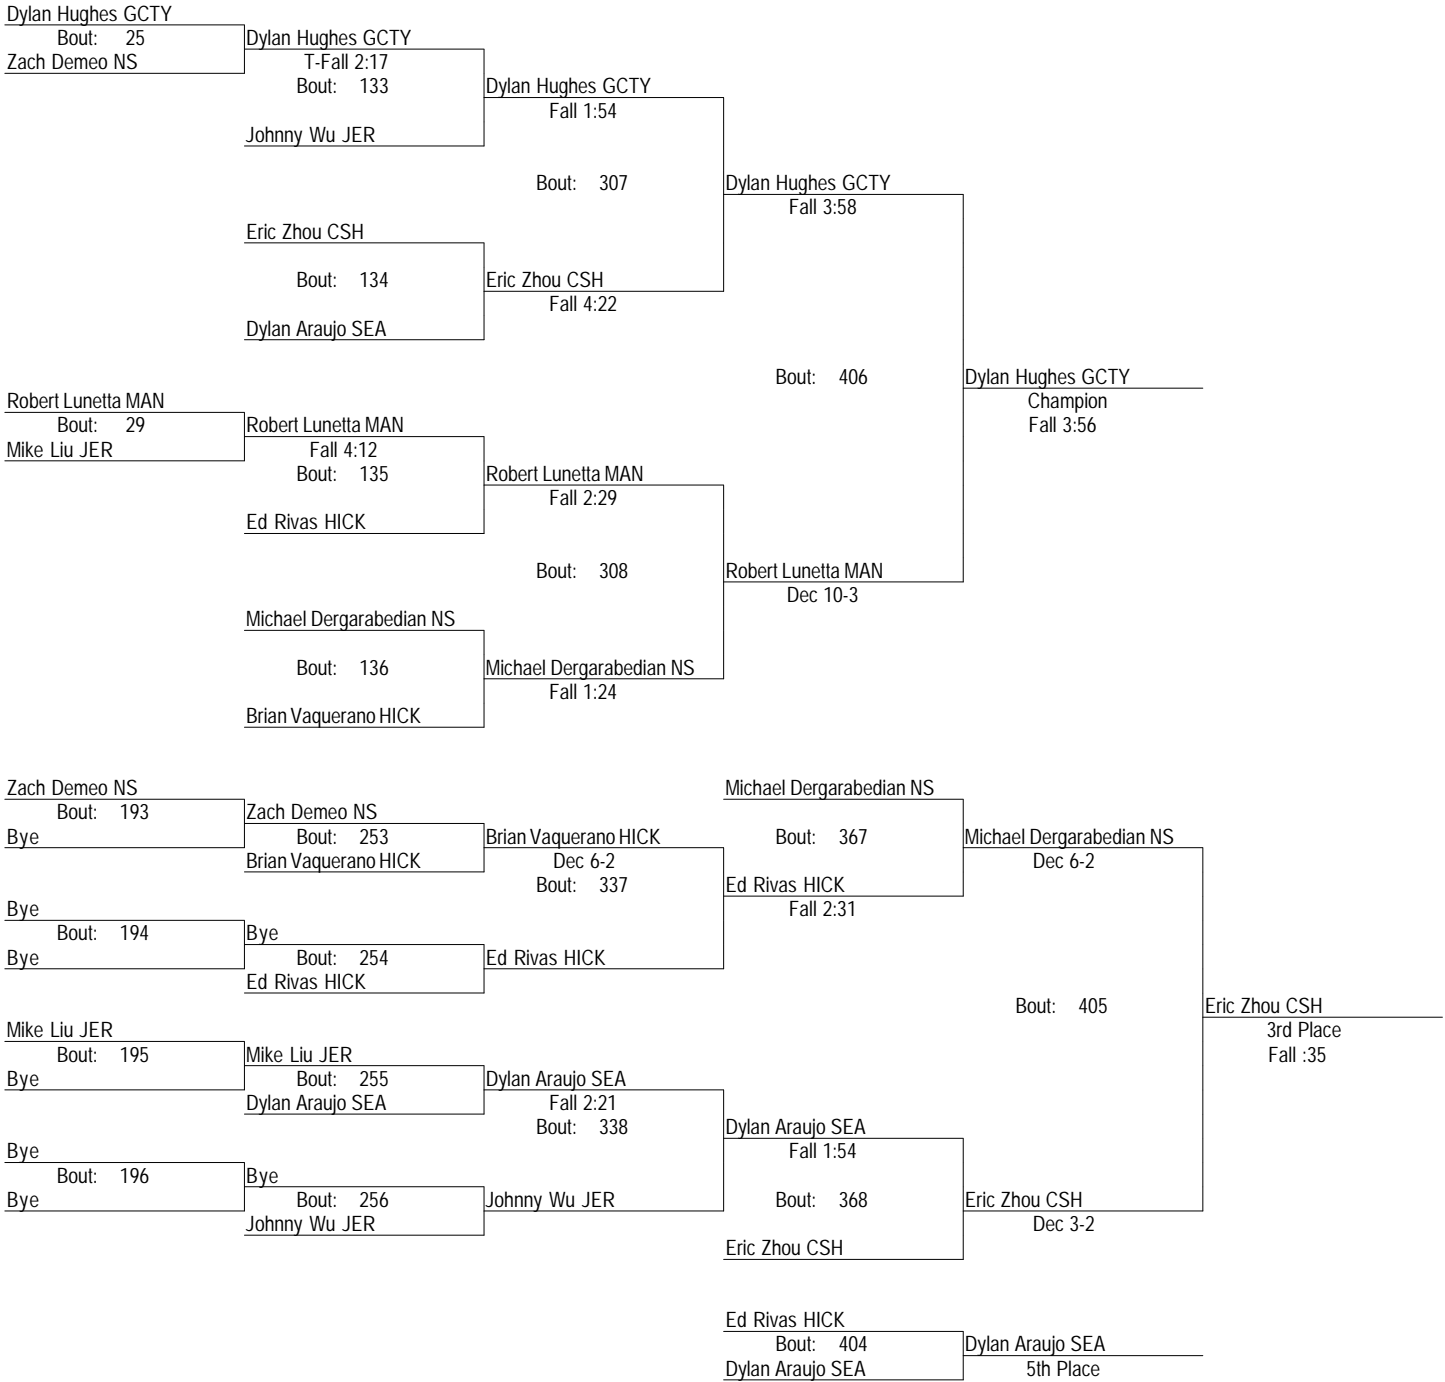 Dylan Hughes GCTY
Bout: 25
Zach Demeo NS
Dylan Hughes GCTY
T-Fall 2:17
Bout: 133
Johnny Wu JER
Dylan Hughes GCTY
Fall 1:54
Bout: 307
Dylan Hughes GCTY
Fall 3:58
Eric Zhou CSH
Bout: 134
Dylan Araujo SEA
Eric Zhou CSH
Fall 4:22
Bout: 406
Dylan Hughes GCTY
Champion
Fall 3:56
Robert Lunetta MAN
Bout: 29
Mike Liu JER
Robert Lunetta MAN
Fall 4:12
Bout: 135
Ed Rivas HICK
Robert Lunetta MAN
Fall 2:29
Bout: 308
Robert Lunetta MAN
Dec 10-3
Michael Dergarabedian NS
Bout: 136
Brian Vaquerano HICK
Michael Dergarabedian NS
Fall 1:24
Zach Demeo NS
Bout: 193
Bye
Zach Demeo NS
Bout: 253
Brian Vaquerano HICK
Brian Vaquerano HICK
Dec 6-2
Bout: 337
Michael Dergarabedian NS
Bout: 367
Ed Rivas HICK
Fall 2:31
Michael Dergarabedian NS
Dec 6-2
Bye
Bout: 194
Bye
Bye
Bout: 254
Ed Rivas HICK
Ed Rivas HICK
Bout: 405
Eric Zhou CSH
3rd Place
Fall :35
Mike Liu JER
Bout: 195
Bye
Mike Liu JER
Bout: 255
Dylan Araujo SEA
Dylan Araujo SEA
Fall 2:21
Bout: 338
Dylan Araujo SEA
Fall 1:54
Bout: 368
Eric Zhou CSH
Eric Zhou CSH
Dec 3-2
Bye
Bout: 196
Bye
Bye
Bout: 256
Johnny Wu JER
Johnny Wu JER
Ed Rivas HICK
Bout: 404
Dylan Araujo SEA
Dylan Araujo SEA
5th Place